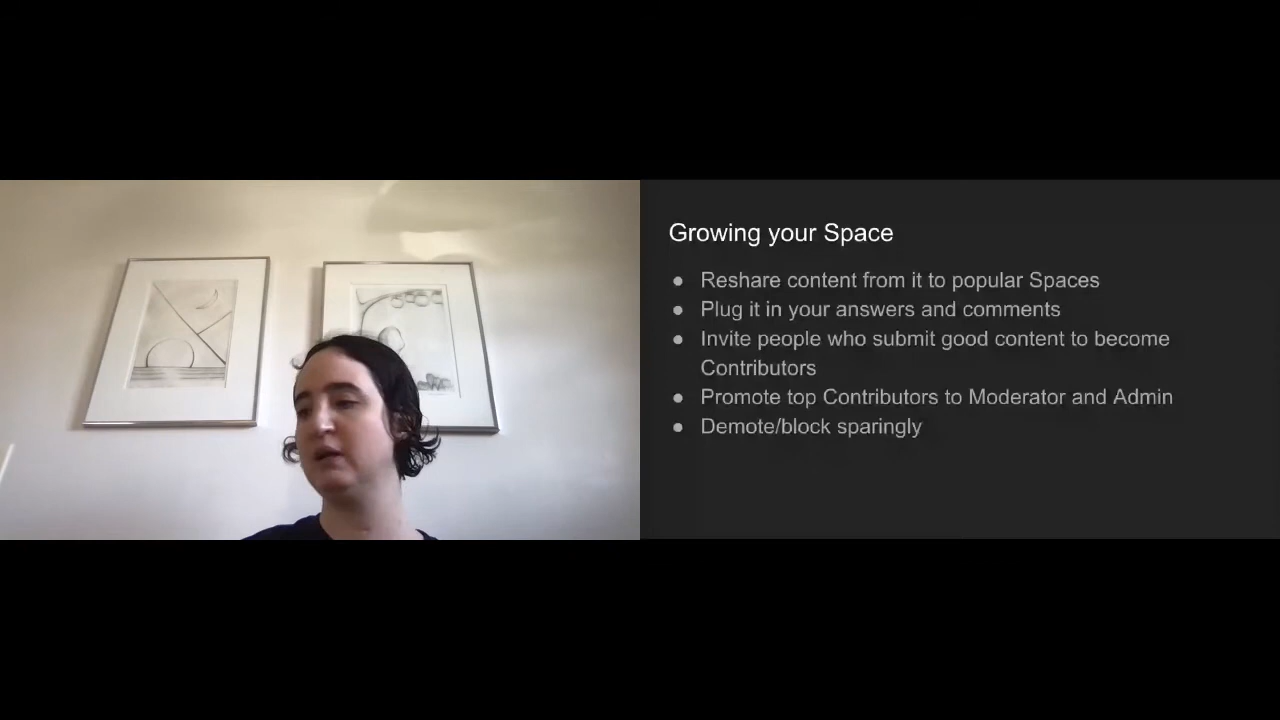 Growing your Space
● Reshare content from it to popular Spaces
● Plug it in your answers and comments
● Invite people who submit good content to become
Contributors
● Promote top Contributors to Moderator and Admin
● Demote/block sparingly